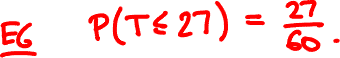 EG P(T ≤ 27) = 27/60.